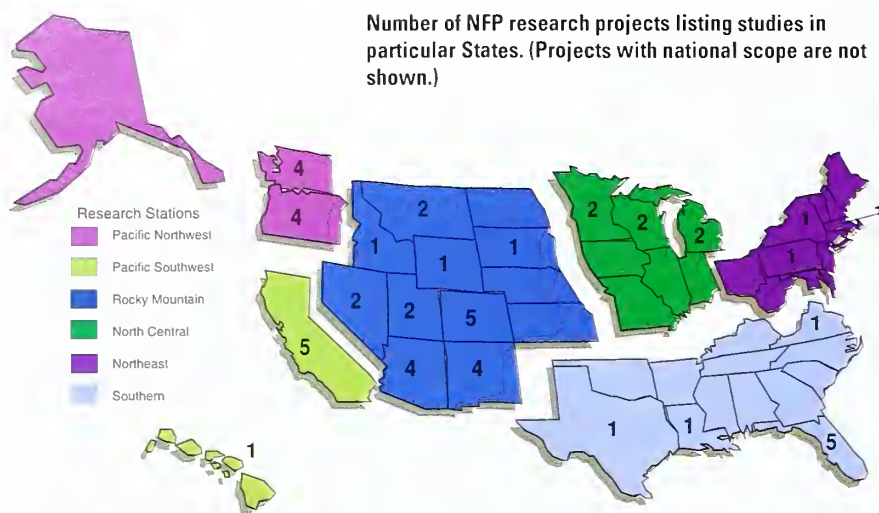 Number of NFP research projects listing studies in
particular States. (Projects with national scope are not
shown.)
4
4
Research Stations
Pacific Northwest
Pacific Southwest
Rocky Mountain
North Central
Northeast
Southern
2
1
1
1
2
2
5
4
4
5
1
2
2
2
1
1
1
1
1
1
5